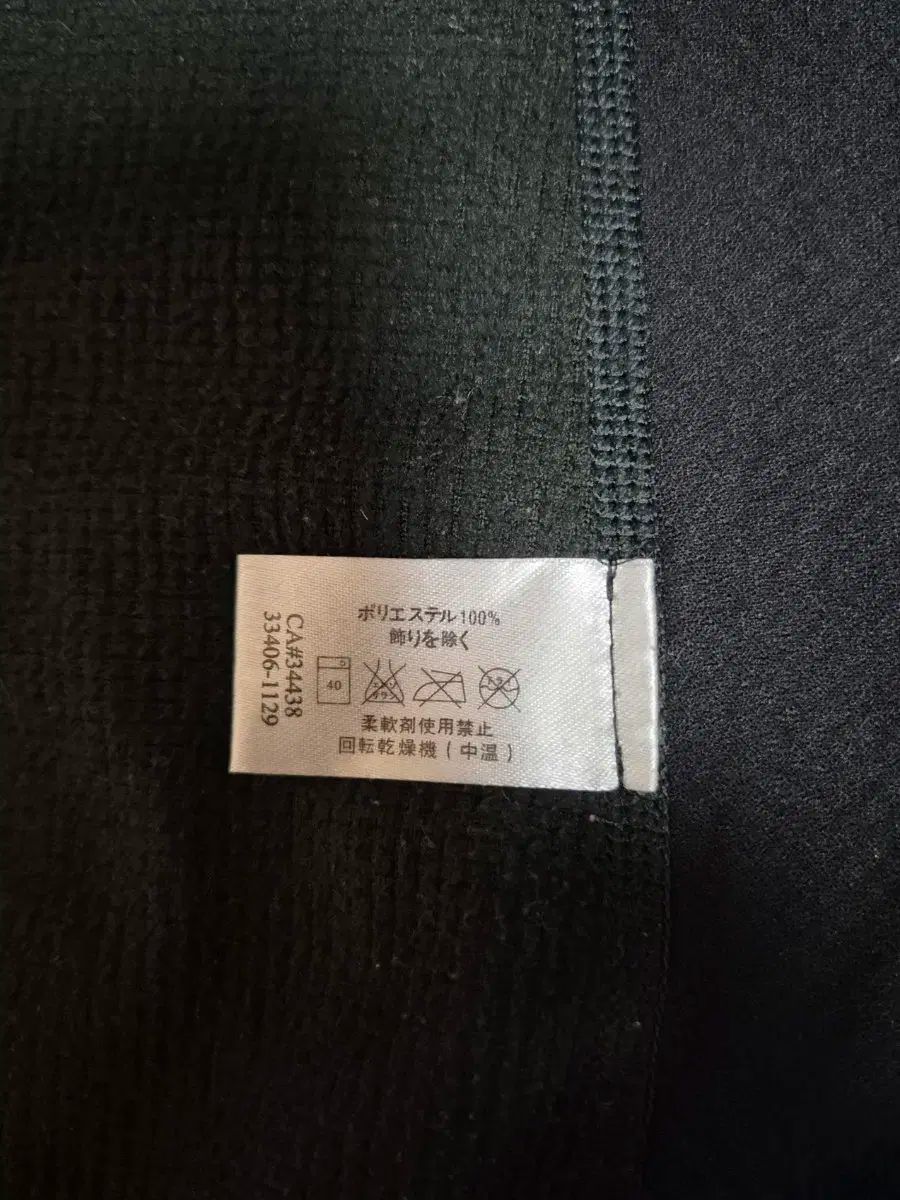 ポリエステル100%
飾りを除く
40
柔軟剤使用禁止
回転乾燥機(中温)
CA#34438
33406-1129